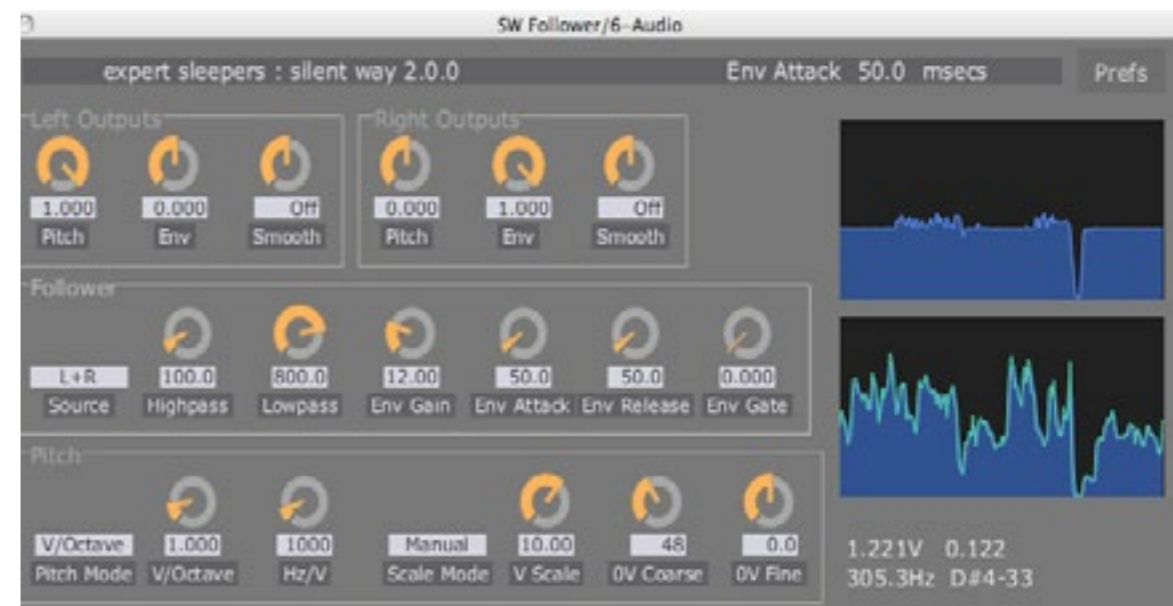 SW Follower/6-Audio
expert sleepers : silent way 2.0.0 Env Attack 50.0 msecs Prefs
Left Outputs Right Outputs
1.000 0.000 Off 0.000 1.000 Off
Pitch Env Smooth Pitch Env Smooth
Follower
L+R 100.0 800.0 12.00 50.0 50.0 0.000
Source Highpass Lowpass Env Gain Env Attack Env Release Env Gate
Pitch
V/Octave 1.000 1000 Manual 10.00 48 0.0
Pitch Mode V/Octave Hz/V Scale Mode V Scale 0V Coarse 0V Fine
1.221V 0.122
305.3Hz D#4-33